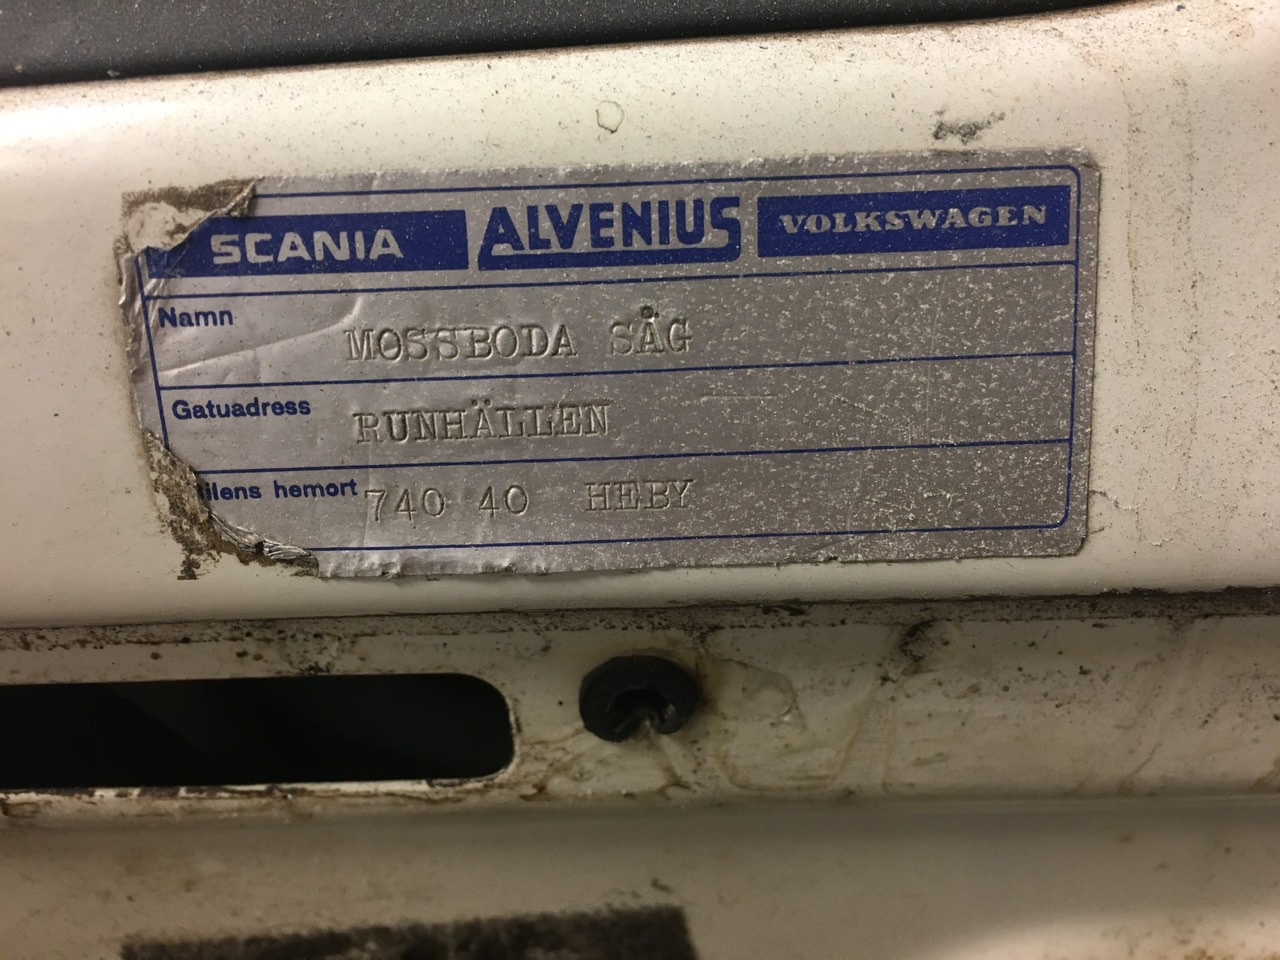 SCANIA ALVENIUS VOLKSWAGEN
Namn MOSSBODA SÅG
Gatuadress RUNHÄLLEN
ilens hemort 740 40 HEBY